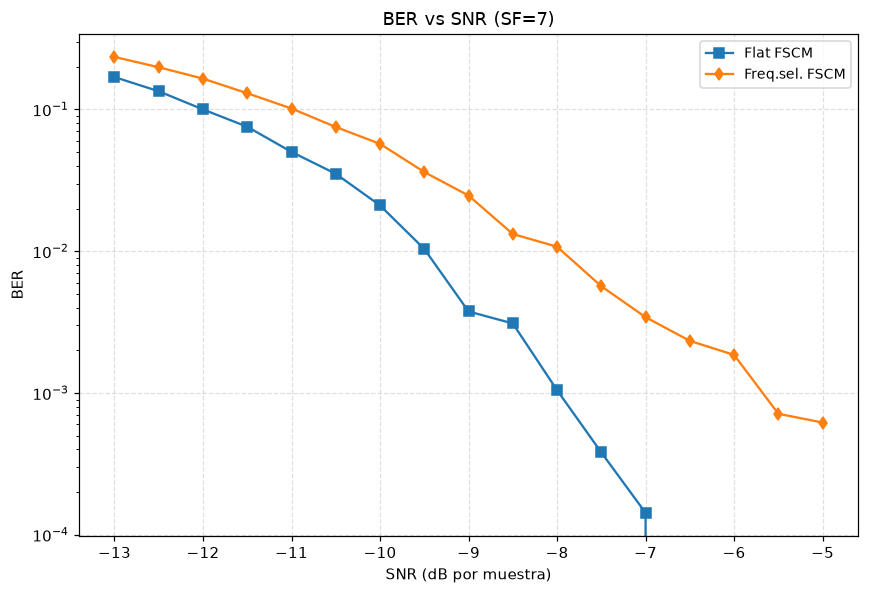 BER vs SNR (SF=7)
Flat FSCM
Freq.sel. FSCM
BER
10⁻¹
10⁻²
10⁻³
10⁻⁴
−13 −12 −11 −10 −9 −8 −7 −6 −5
SNR (dB por muestra)